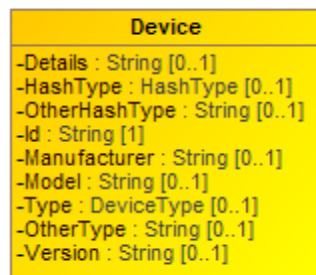 Device
-Details : String [0..1]
-HashType : HashType [0..1]
-OtherHashType : String [0..1]
-Id : String [1]
-Manufacturer : String [0..1]
-Model : String [0..1]
-Type : DeviceType [0..1]
-OtherType : String [0..1]
-Version : String [0..1]